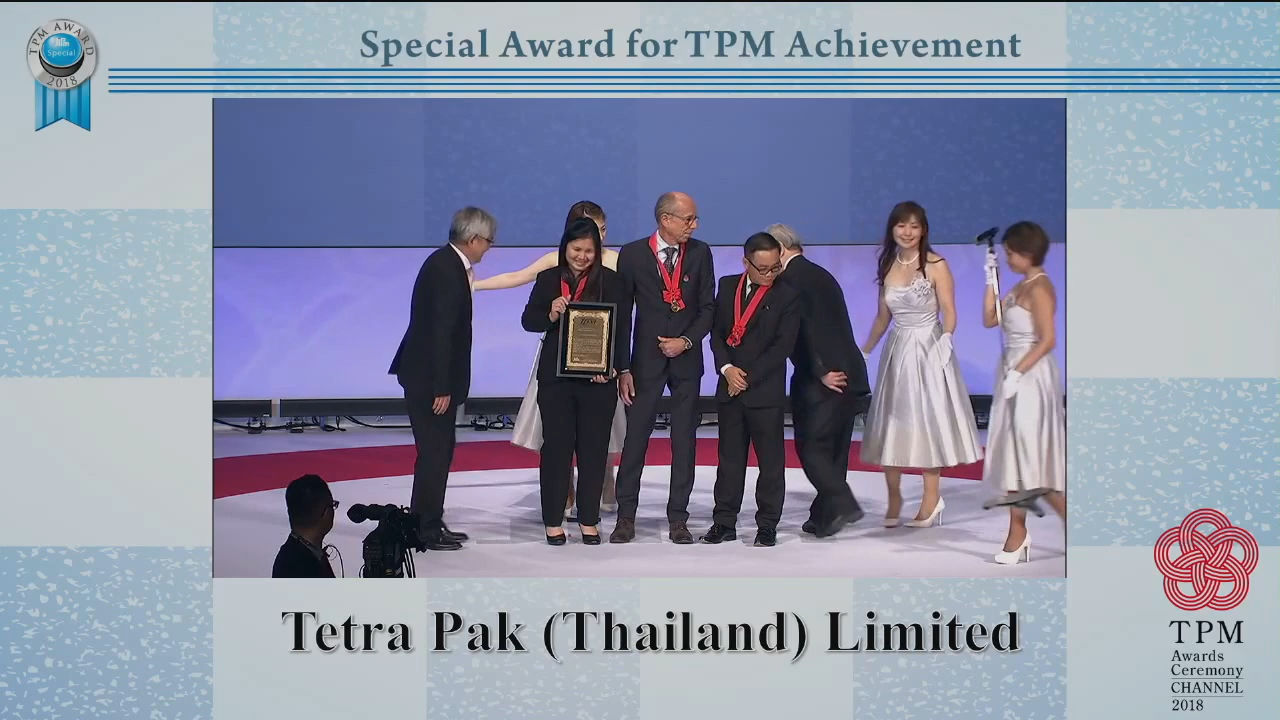 TPM AWARD
Special
2018
Special Award for TPM Achievement
Tetra Pak (Thailand) Limited
TPM
Awards
Ceremony
CHANNEL
2018